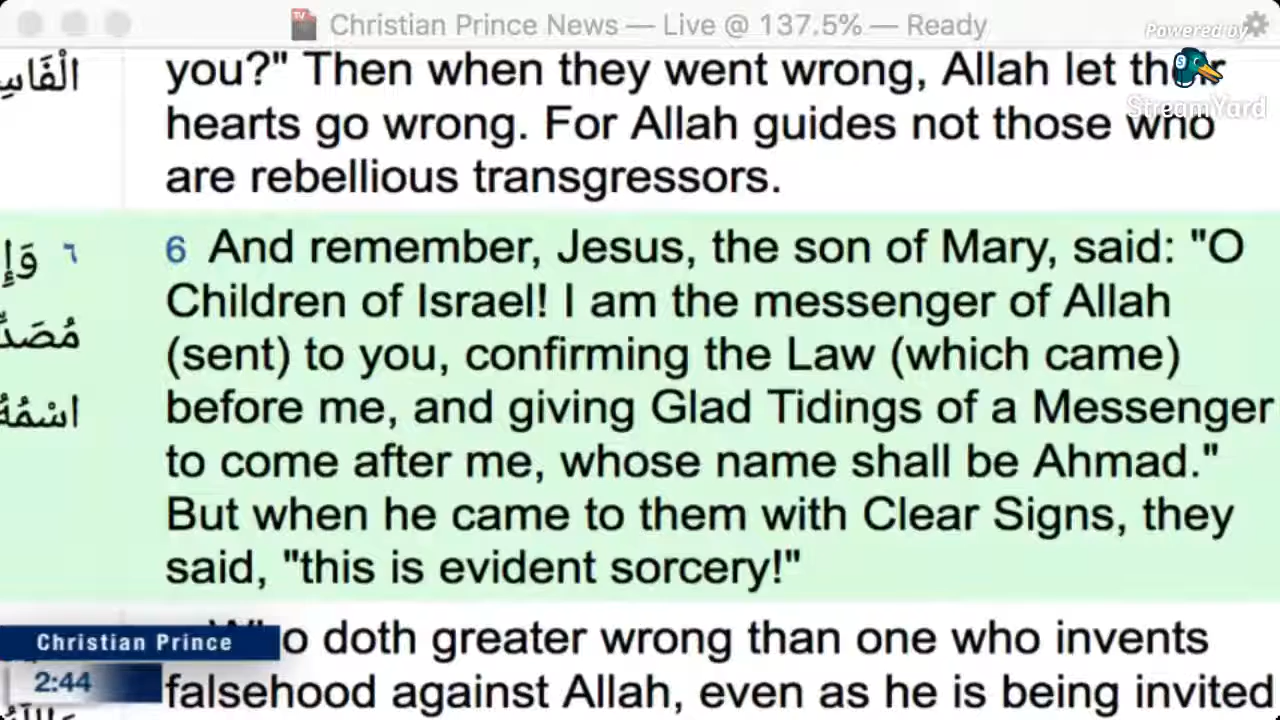 Christian Prince News — Live @ 137.5% — Ready
Powered by
StreamYard
you?" Then when they went wrong, Allah let their
hearts go wrong. For Allah guides not those who
are rebellious transgressors.
٦
6 And remember, Jesus, the son of Mary, said: "O
Children of Israel! I am the messenger of Allah
(sent) to you, confirming the Law (which came)
before me, and giving Glad Tidings of a Messenger
to come after me, whose name shall be Ahmad."
But when he came to them with Clear Signs, they
said, "this is evident sorcery!"
اسْمُهُ
Who doth greater wrong than one who invents
falsehood against Allah, even as he is being invited
Christian Prince
2:44